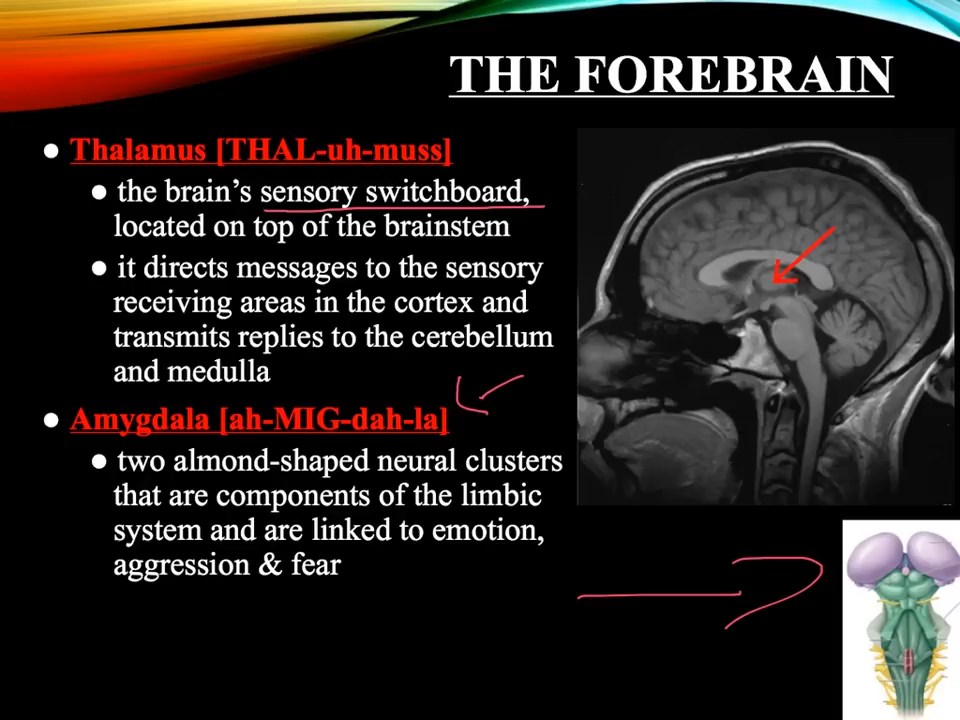 THE FOREBRAIN
● Thalamus [THAL-uh-muss]
● the brain’s sensory switchboard,
located on top of the brainstem
● it directs messages to the sensory
receiving areas in the cortex and
transmits replies to the cerebellum
and medulla
● Amygdala [ah-MIG-dah-la]
● two almond-shaped neural clusters
that are components of the limbic
system and are linked to emotion,
aggression & fear